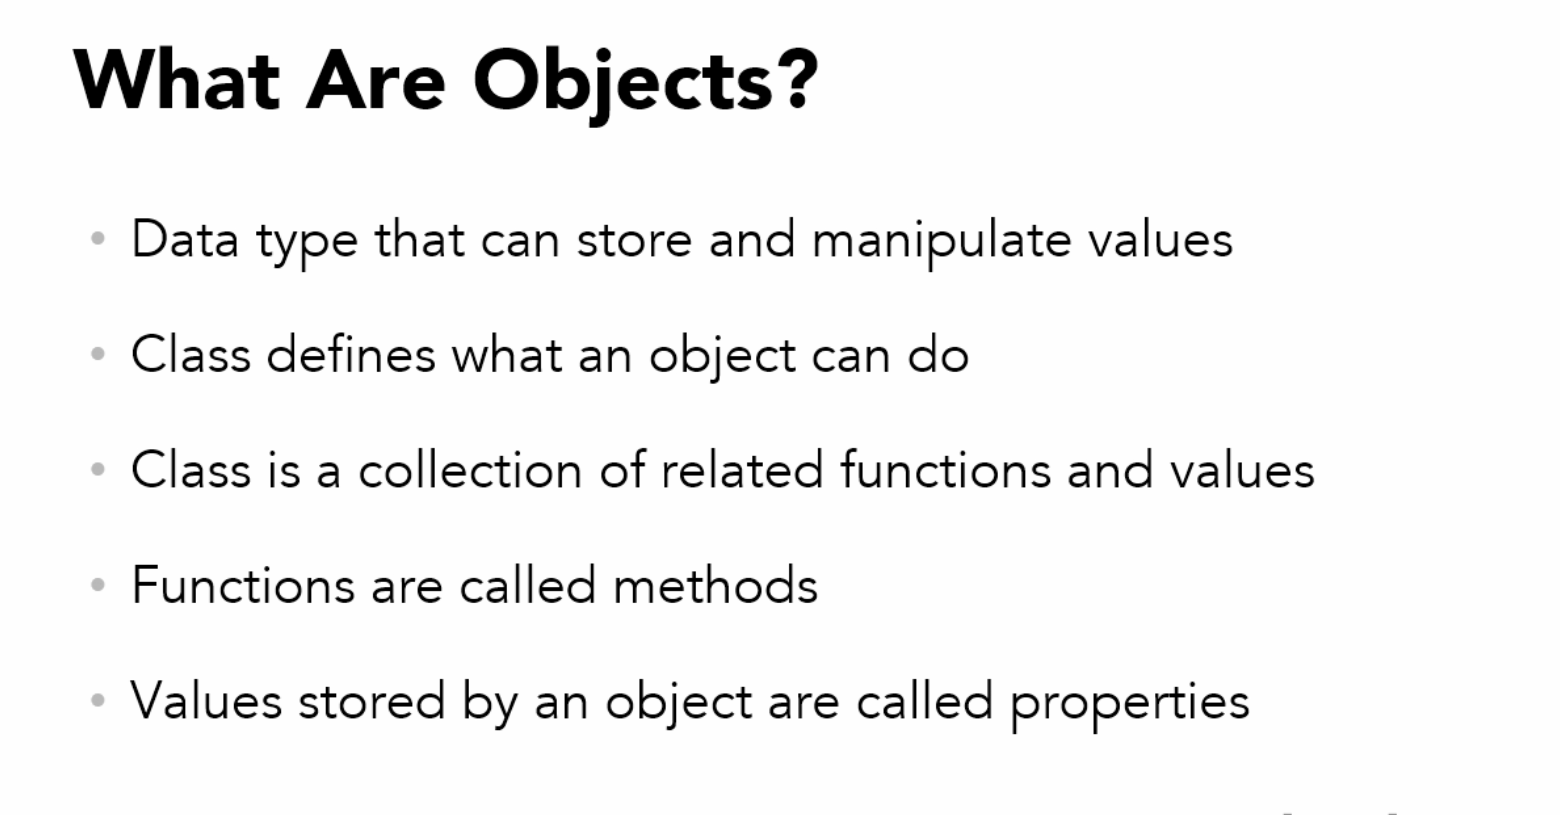 What Are Objects?
• Data type that can store and manipulate values
• Class defines what an object can do
• Class is a collection of related functions and values
• Functions are called methods
• Values stored by an object are called properties